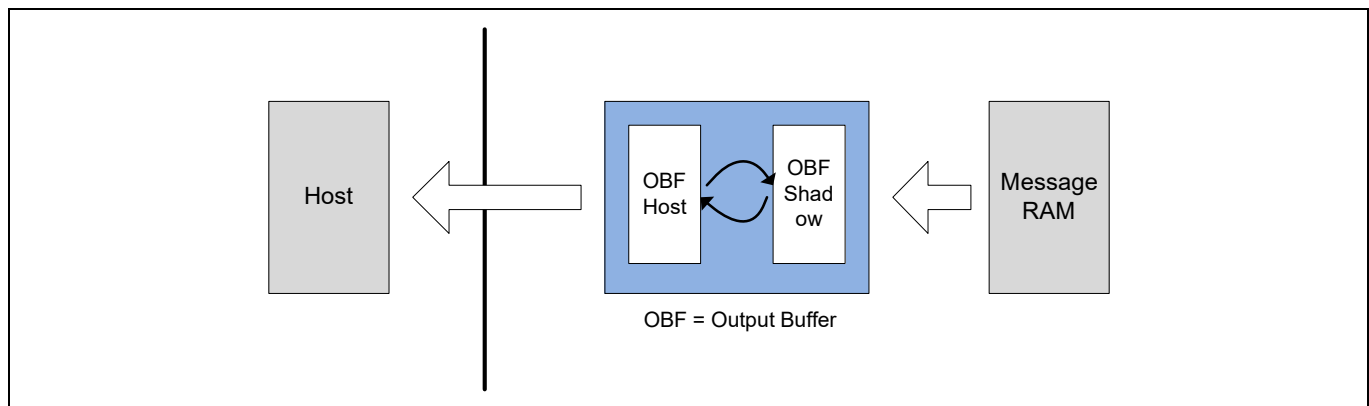 Host
OBF
Host
OBF
Shad
ow
Message
RAM
OBF = Output Buffer